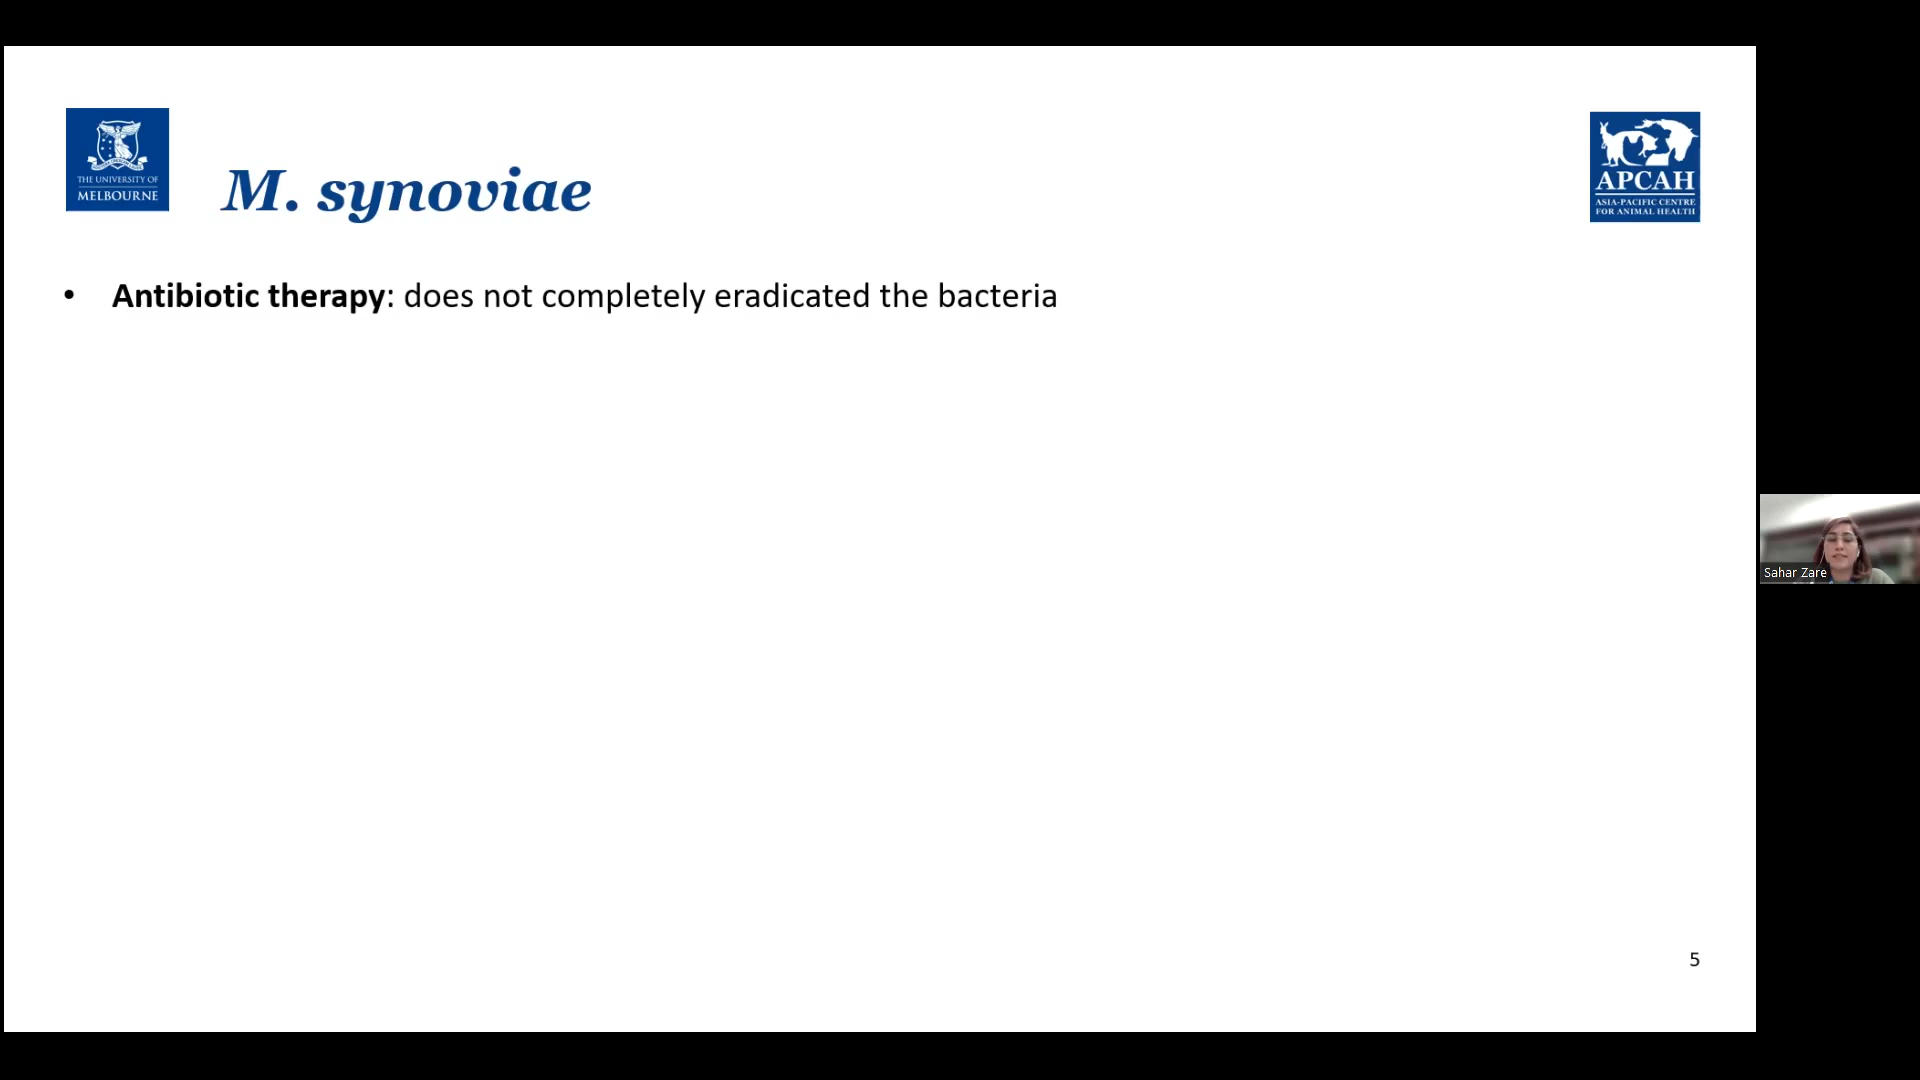 THE UNIVERSITY OF
MELBOURNE
M. synoviae
APCAH
ASIA-PACIFIC CENTRE
FOR ANIMAL HEALTH
• Antibiotic therapy: does not completely eradicated the bacteria
Sahar Zare
5